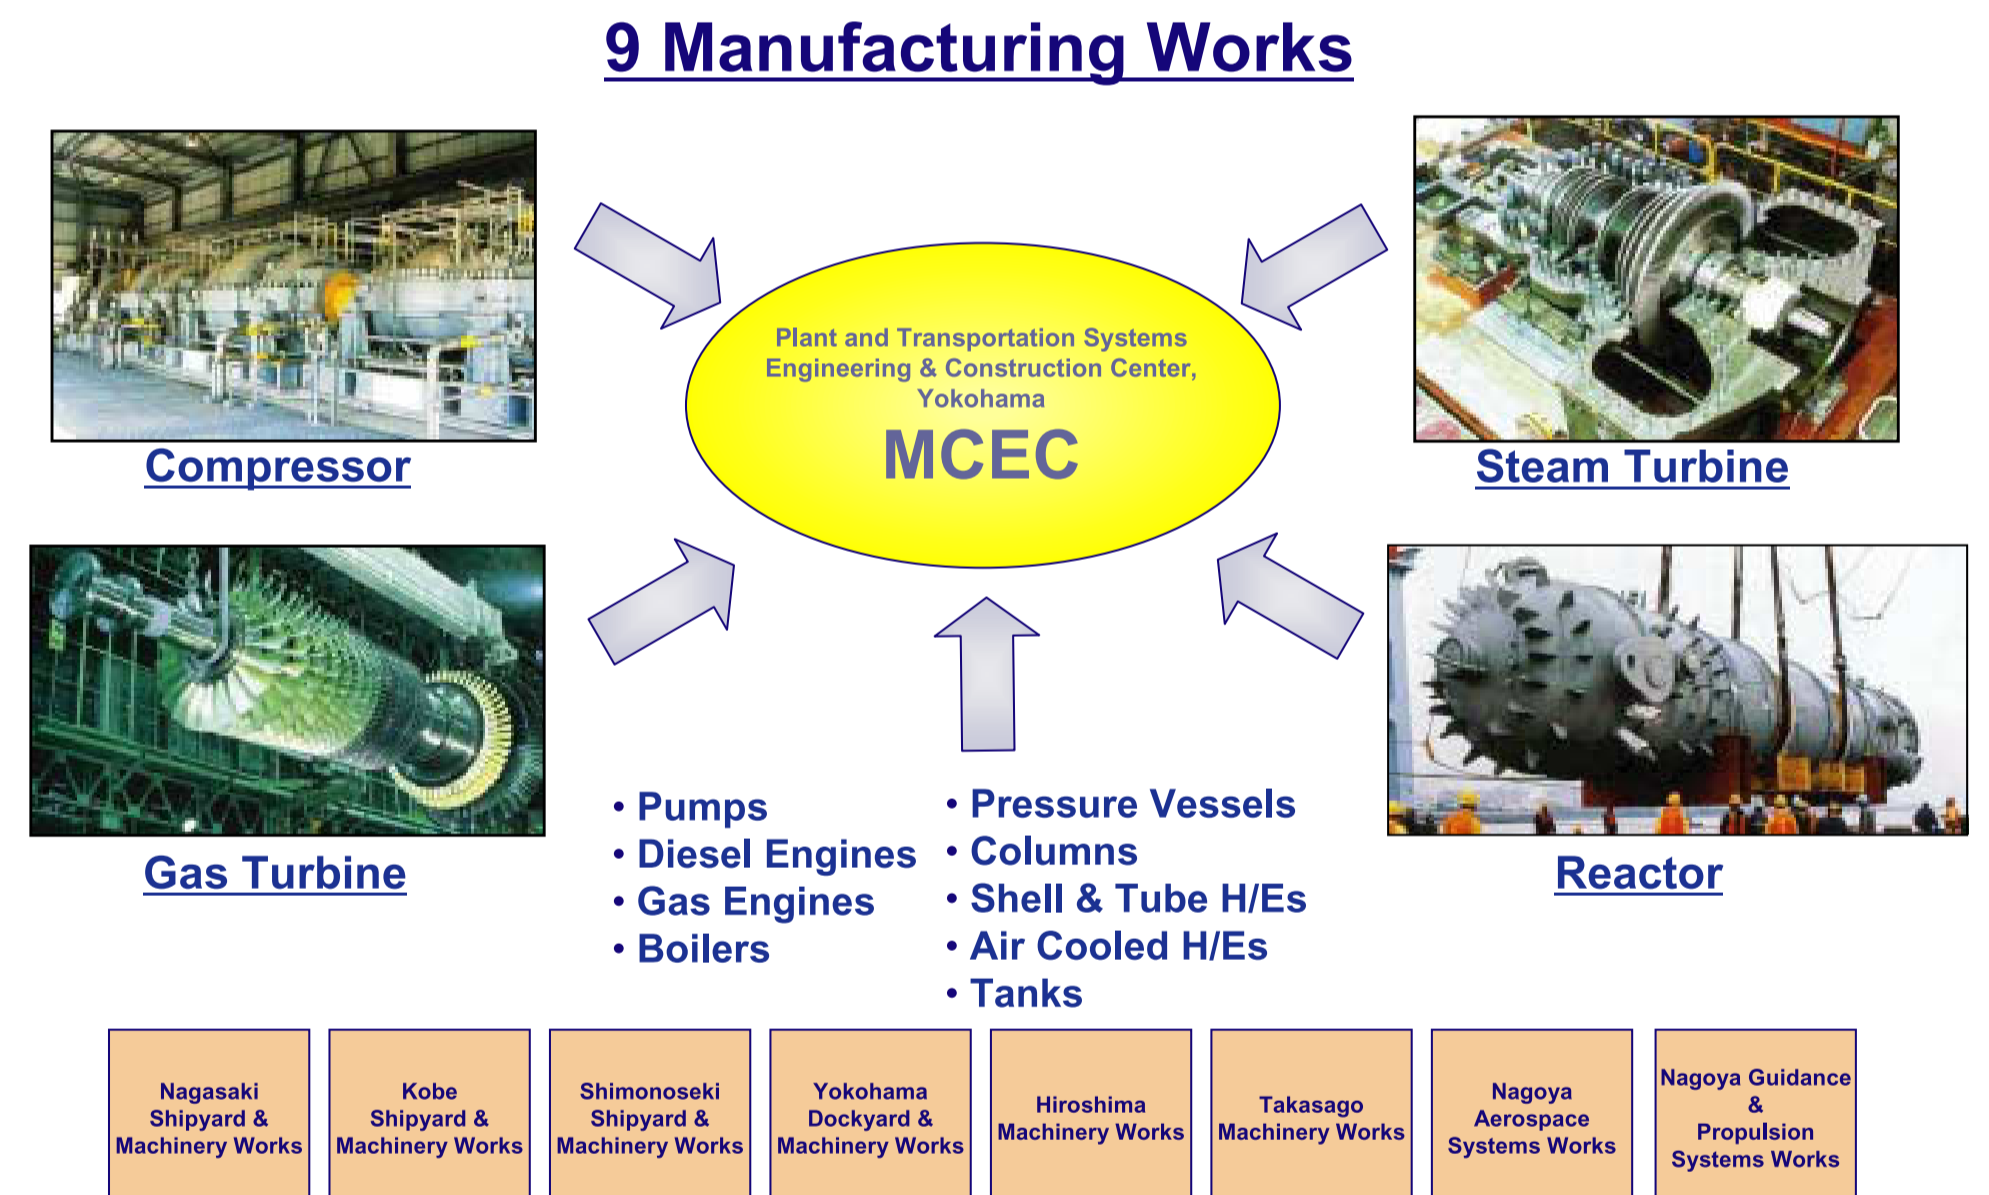 9 Manufacturing Works
Plant and Transportation Systems
Engineering & Construction Center,
Yokohama
MCEC
Compressor
Steam Turbine
Gas Turbine
Reactor
• Pumps
• Diesel Engines
• Gas Engines
• Boilers
• Pressure Vessels
• Columns
• Shell & Tube H/Es
• Air Cooled H/Es
• Tanks
Nagasaki
Shipyard &
Machinery Works
Kobe
Shipyard &
Machinery Works
Shimonoseki
Shipyard &
Machinery Works
Yokohama
Dockyard &
Machinery Works
Hiroshima
Machinery Works
Takasago
Machinery Works
Nagoya
Aerospace
Systems Works
Nagoya Guidance
&
Propulsion
Systems Works